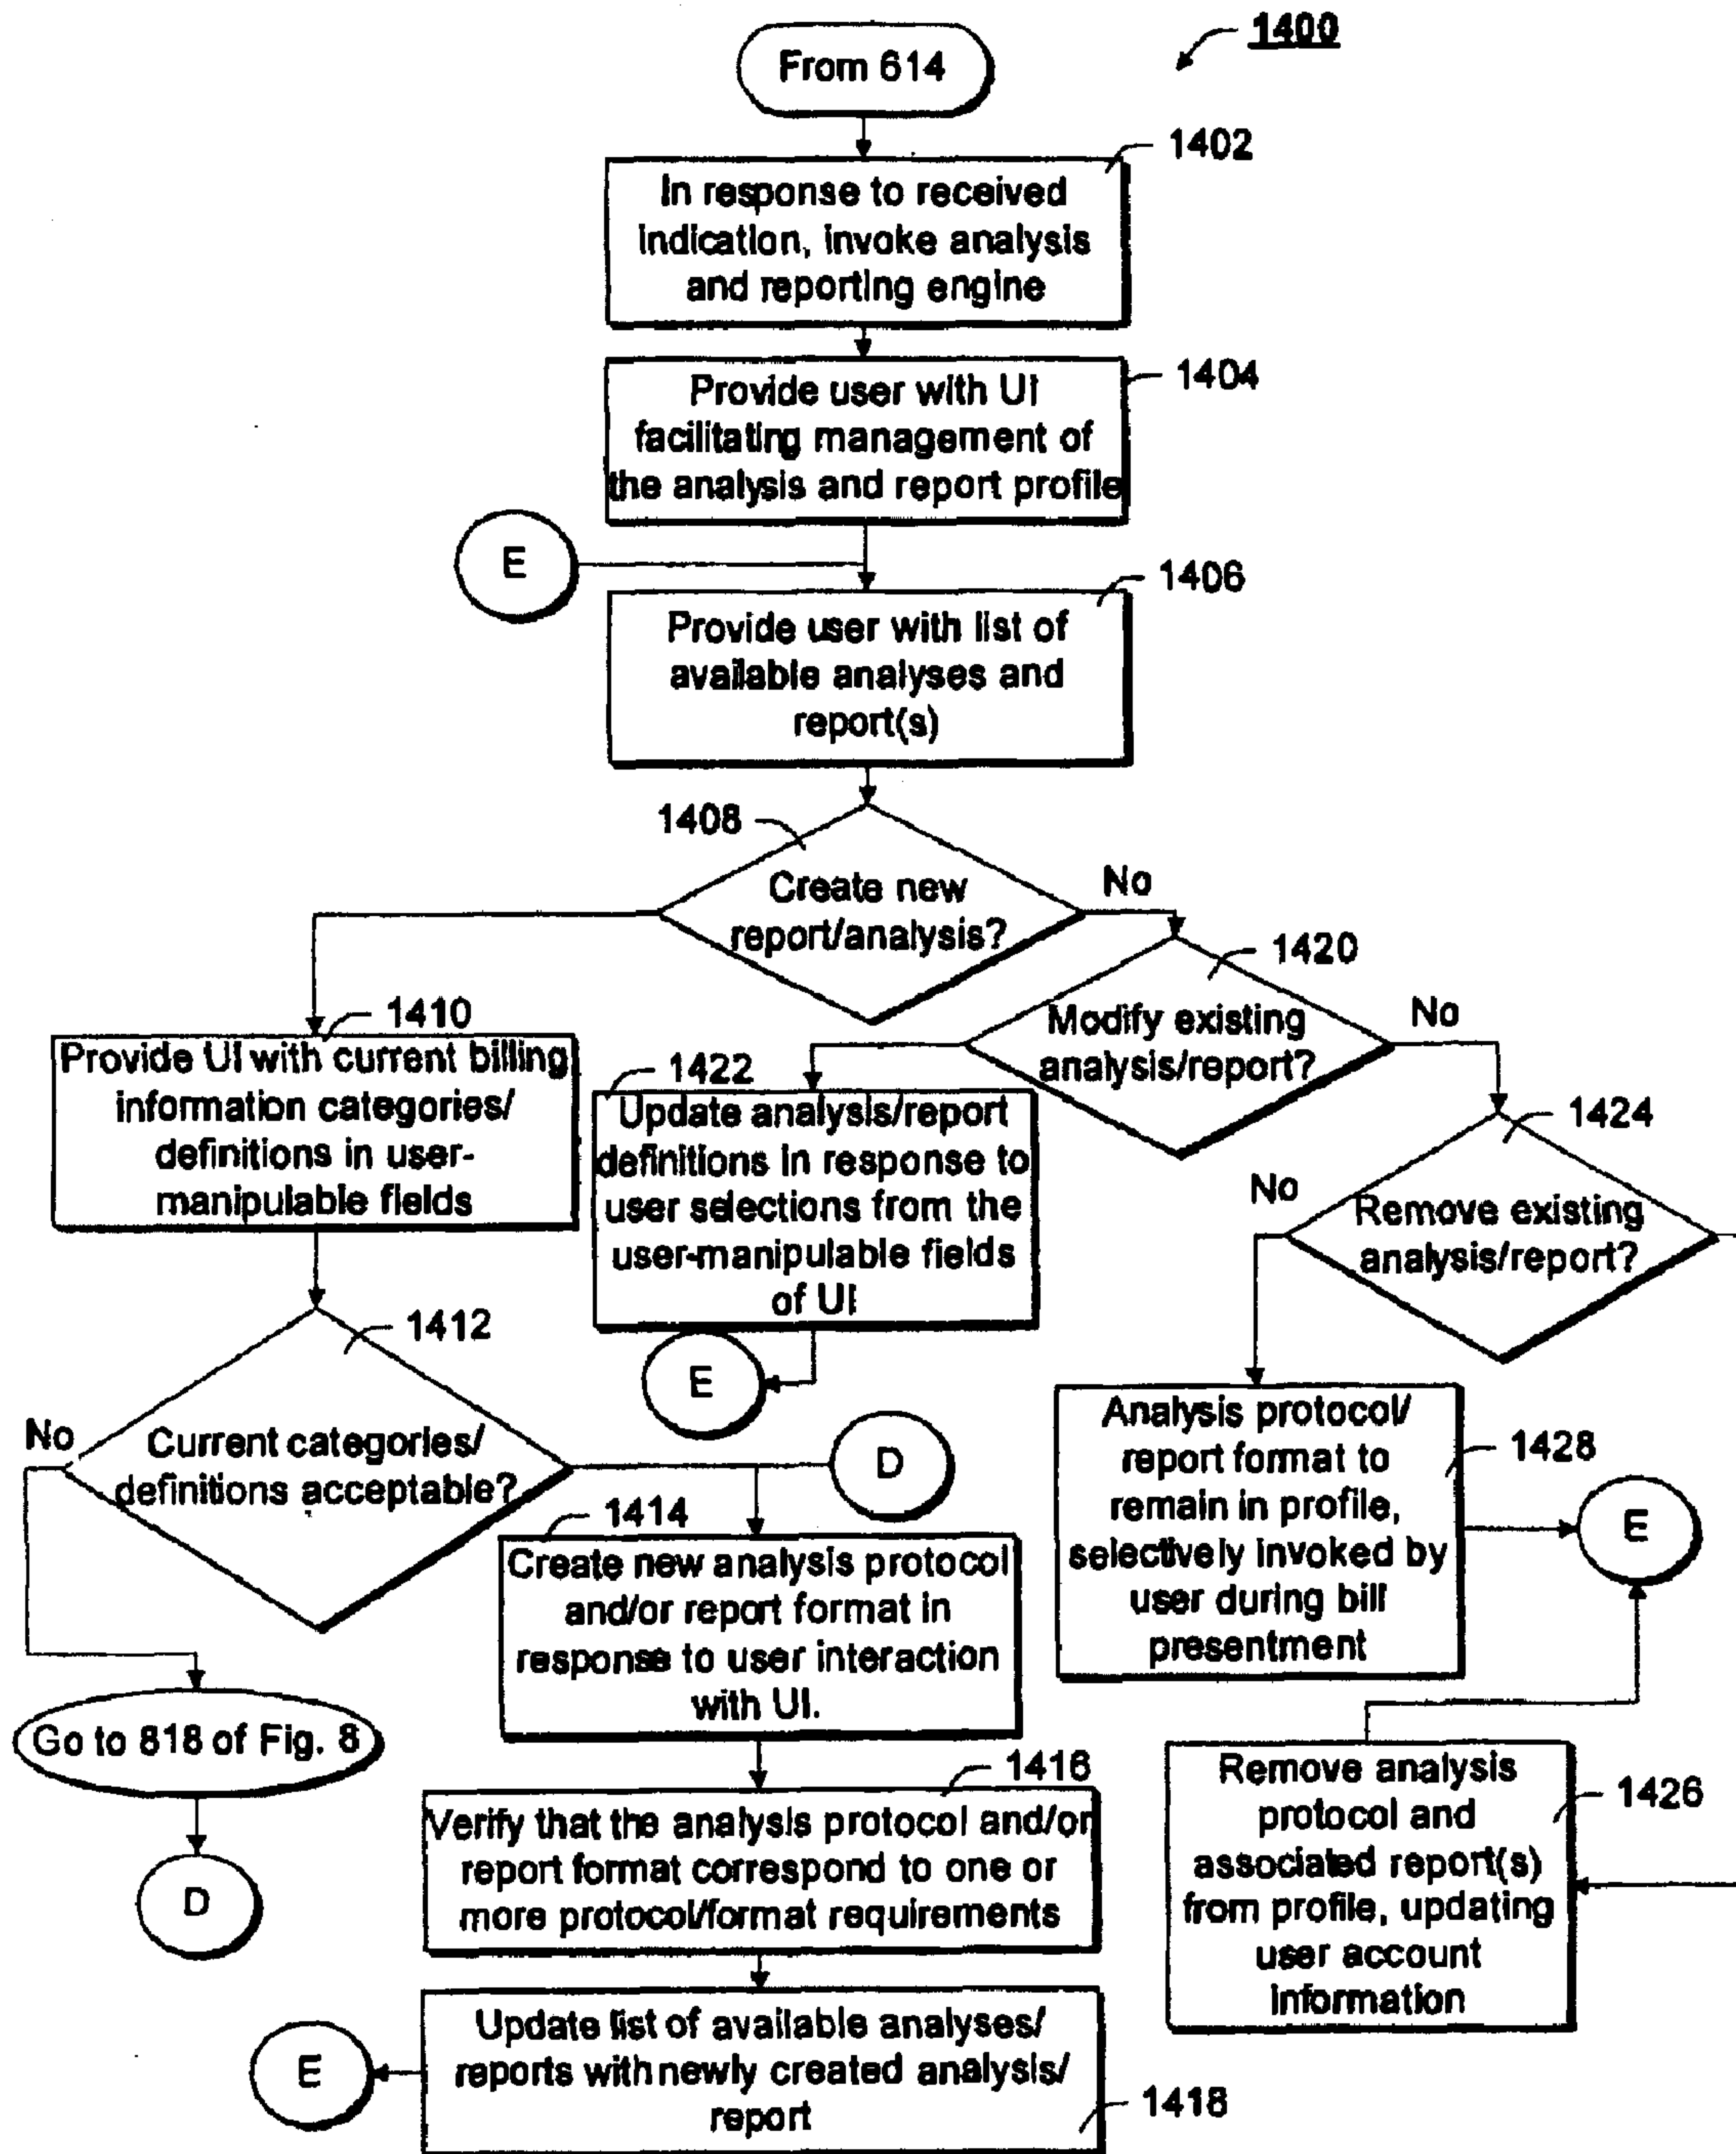 1400
From 614
1402
In response to received
indication, invoke analysis
and reporting engine
1404
Provide user with UI
facilitating management of
the analysis and report profile
E
1406
Provide user with list of
available analyses and
report(s)
1408
Create new
report/analysis?
No
1420
Modify existing
analysis/report?
No
1410
Provide UI with current billing
information categories/
definitions in user-
manipulable fields
1422
Update analysis/report
definitions in response to
user selections from the
user-manipulable fields
of UI
E
1424
No
Remove existing
analysis/report?
1412
No
Current categories/
definitions acceptable?
D
1414
Create new analysis protocol
and/or report format in
response to user interaction
with UI.
Analysis protocol/
report format to
remain in profile,
selectively invoked by
user during bill
presentment
1428
E
Go to 818 of Fig. 8
D
1416
Verify that the analysis protocol and/or
report format correspond to one or
more protocol/format requirements
Remove analysis
protocol and
associated report(s)
from profile, updating
user account
information
1426
E
Update list of available analyses/
reports with newly created analysis/
report
1418